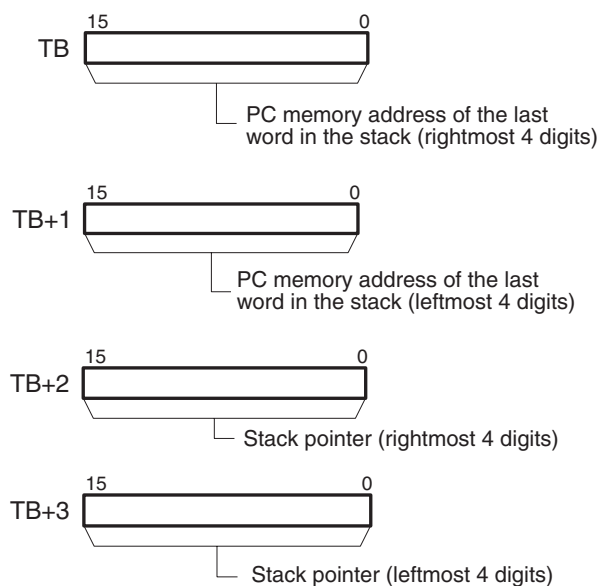 15 0
TB
PC memory address of the last
word in the stack (rightmost 4 digits)
15 0
TB+1
PC memory address of the last
word in the stack (leftmost 4 digits)
15 0
TB+2
Stack pointer (rightmost 4 digits)
15 0
TB+3
Stack pointer (leftmost 4 digits)